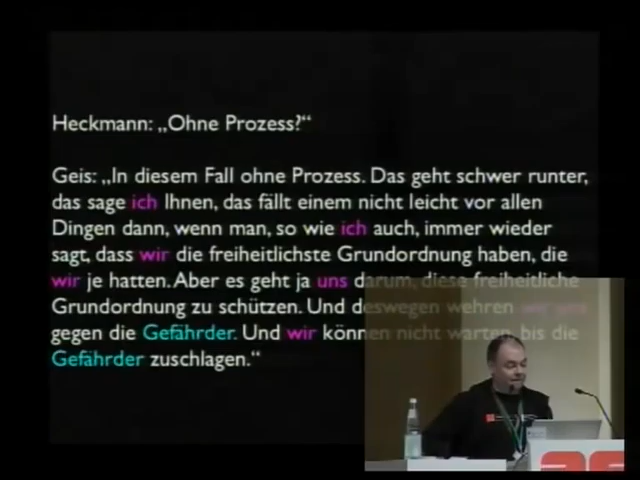 Heckmann: „Ohne Prozess?“
Geis: „In diesem Fall ohne Prozess. Das geht schwer runter,
das sage ich Ihnen, das fällt einem nicht leicht vor allen
Dingen dann, wenn man, so wie ich auch, immer wieder
sagt, dass wir die freiheitlichste Grundordnung haben, die
wir je hatten. Aber es geht ja uns darum, diese freiheitliche
Grundordnung zu schützen. Und deswegen wehren wir uns
gegen die Gefährder. Und wir können nicht warten, bis die
Gefährder zuschlagen.“